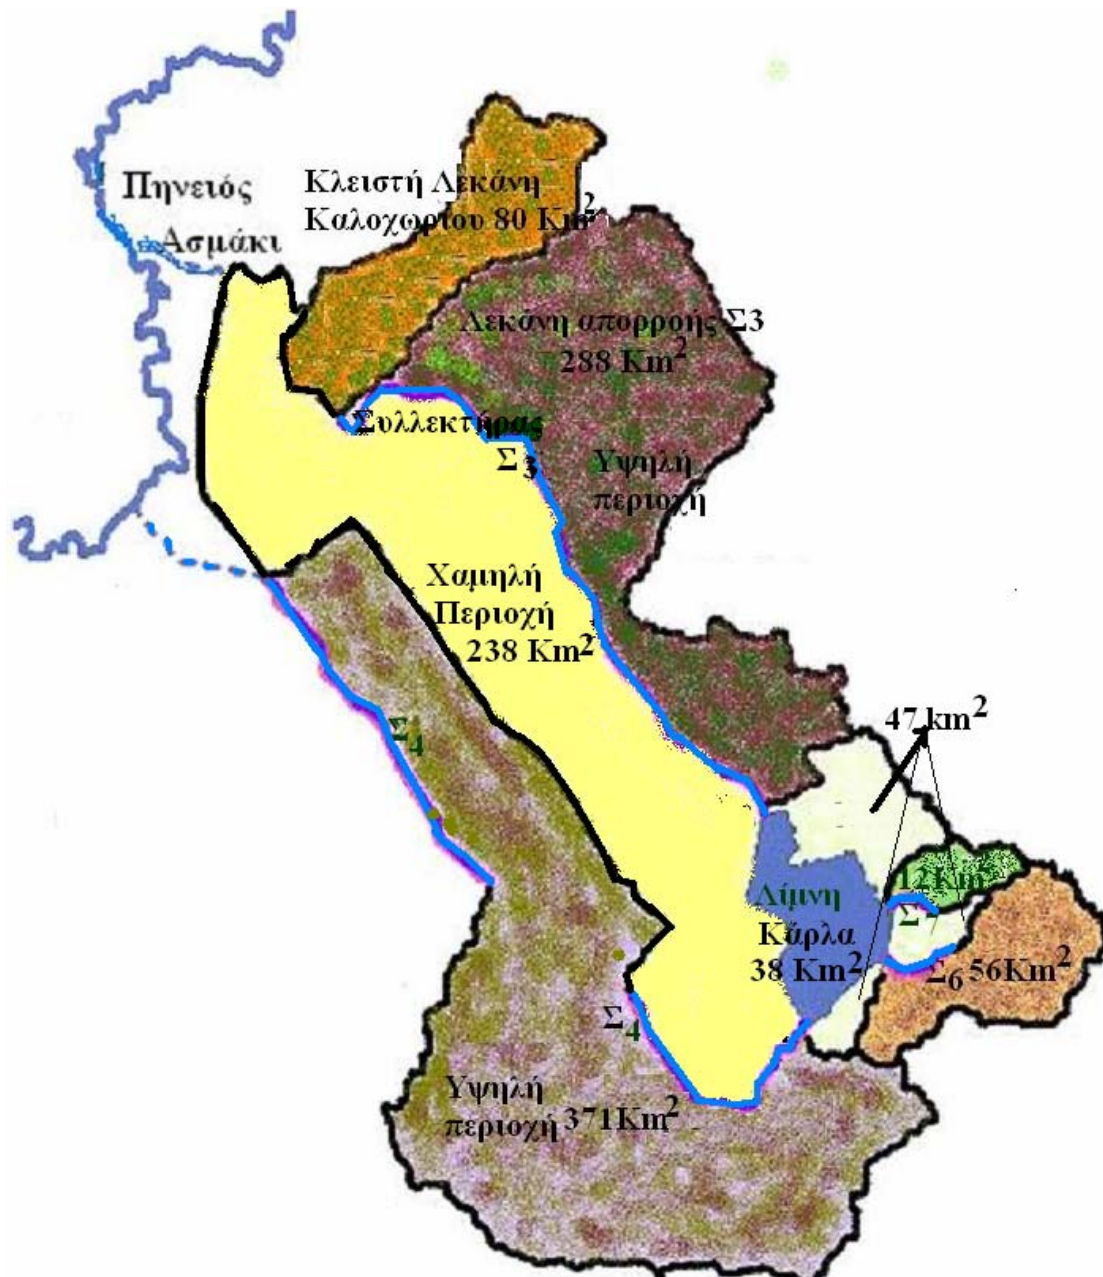 Πηνειός
Ασμάκι
Κλειστή Λεκάνη
Καλοχωρίου 80 Km2
Λεκάνη απορροής Σ3
288 Km2
Συλλεκτήρας
Σ3
Υψηλή
περιοχή
Χαμηλή
Περιοχή
238 Km2
Σ4
47 km2
12Km2
Σ
Λίμνη
Κάρλα
38 Km2
Σ6 56Km2
Σ4
Υψηλή
περιοχή 371Km2